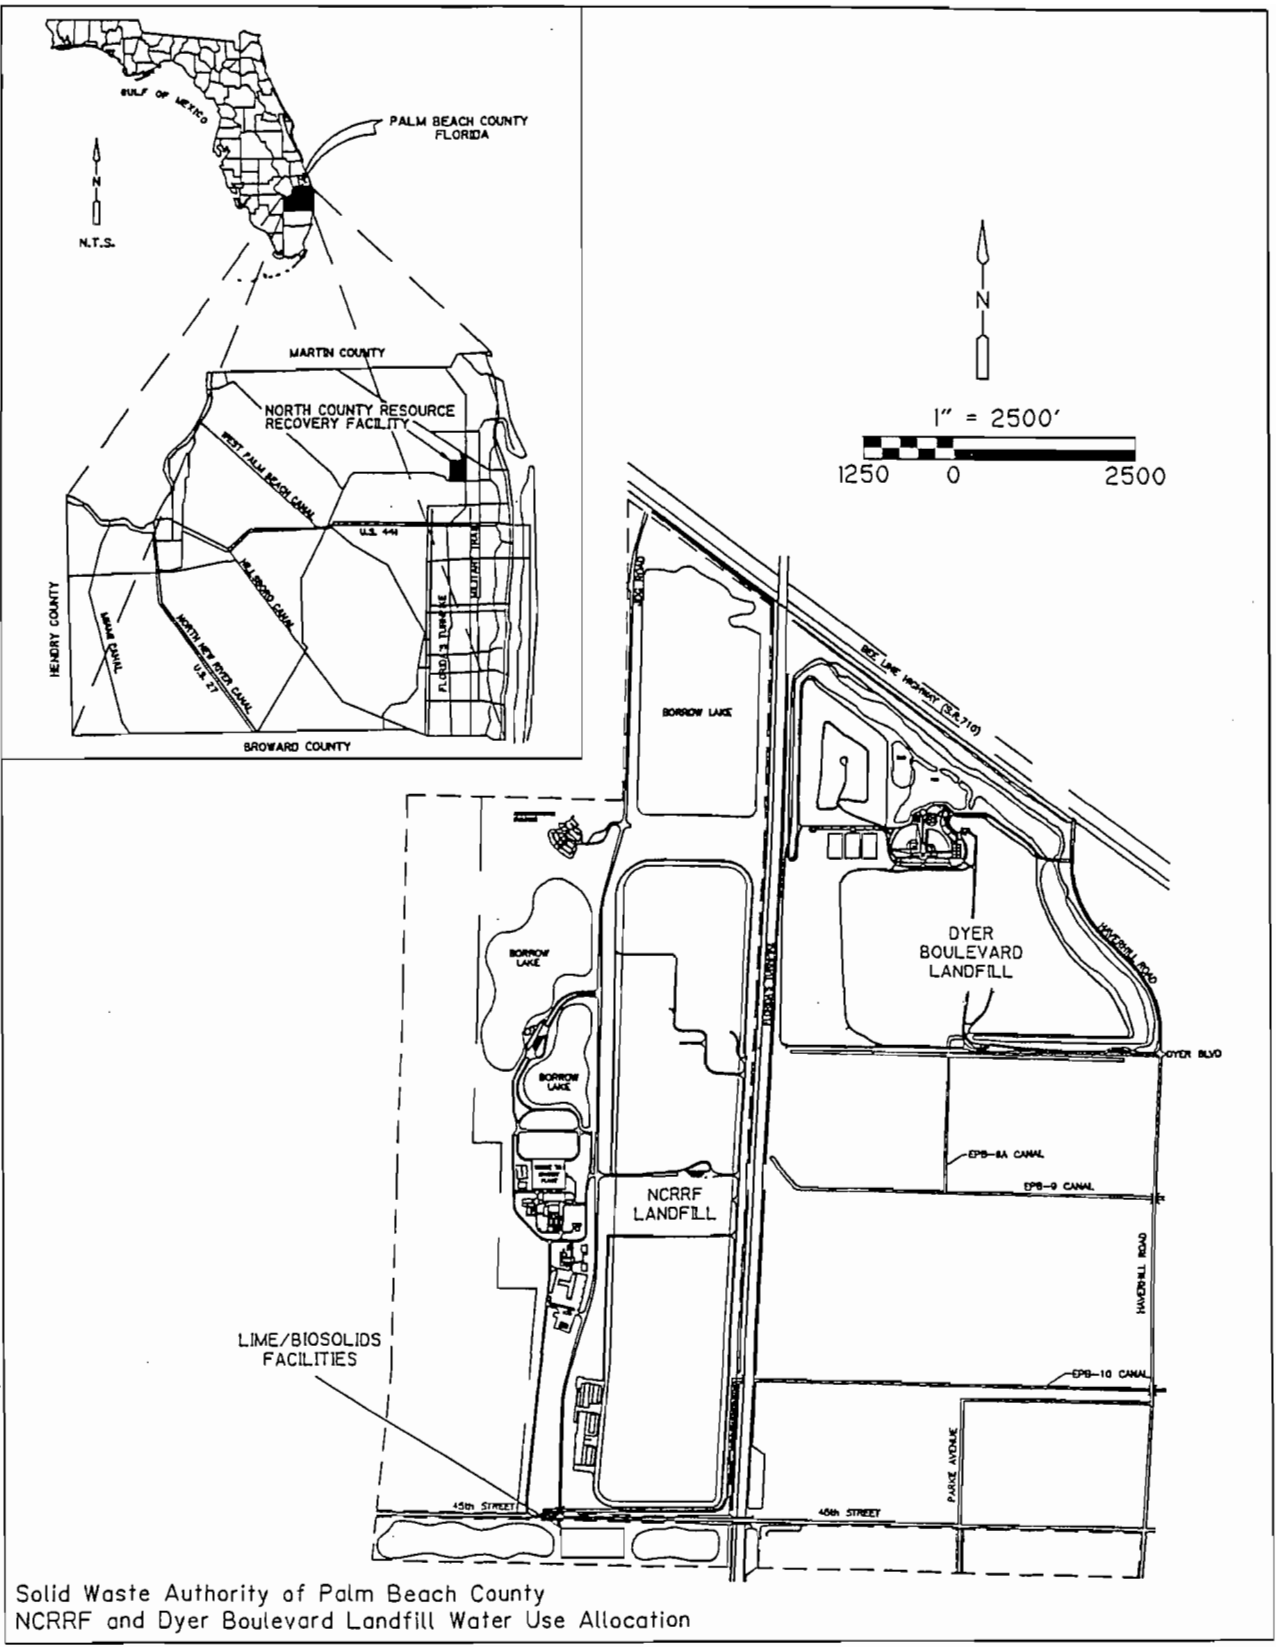 GULF OF MEXICO
PALM BEACH COUNTY
FLORIDA
N
N.T.S.
MARTIN COUNTY
NORTH COUNTY RESOURCE
RECOVERY FACILITY
WEST PALM BEACH CANAL
U.S. 441
HILLSBORO CANAL
MILITARY TRAIL
FLORIDA'S TURNPIKE
HENDRY COUNTY
MIAMI CANAL
NORTH NEW RIVER CANAL
U.S. 27
BROWARD COUNTY
N
1" = 2500'
1250 0 2500
JOG ROAD
BEE LINE HIGHWAY (S.R. 710)
BORROW LAKE
BORROW
LAKE
BORROW
LAKE
FLORIDA'S TURNPIKE
DYER
BOULEVARD
LANDFILL
HAVERHILL ROAD
DYER BLVD
EPB-8A CANAL
EPB-9 CANAL
NCRRF
LANDFILL
HAVERHILL ROAD
LIME/BIOSOLIDS
FACILITIES
EPB-10 CANAL
PARKE AVENUE
45th STREET
45th STREET
Solid Waste Authority of Palm Beach County
NCRRF and Dyer Boulevard Landfill Water Use Allocation